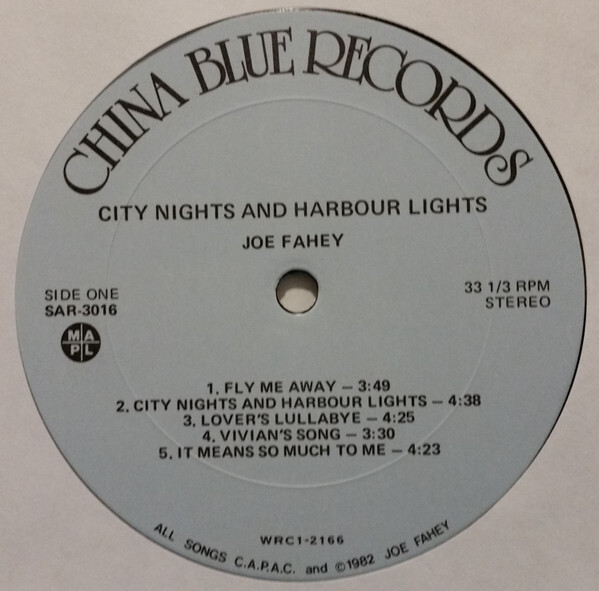 CHINA BLUE RECORDS
CITY NIGHTS AND HARBOUR LIGHTS
JOE FAHEY
SIDE ONE
SAR-3016
MA
PL
33 1/3 RPM
STEREO
1. FLY ME AWAY – 3:49
2. CITY NIGHTS AND HARBOUR LIGHTS – 4:38
3. LOVER'S LULLABYE – 4:25
4. VIVIAN'S SONG – 3:30
5. IT MEANS SO MUCH TO ME – 4:23
WRC1-2166
ALL SONGS C.A.P.A.C. and ©1982 JOE FAHEY